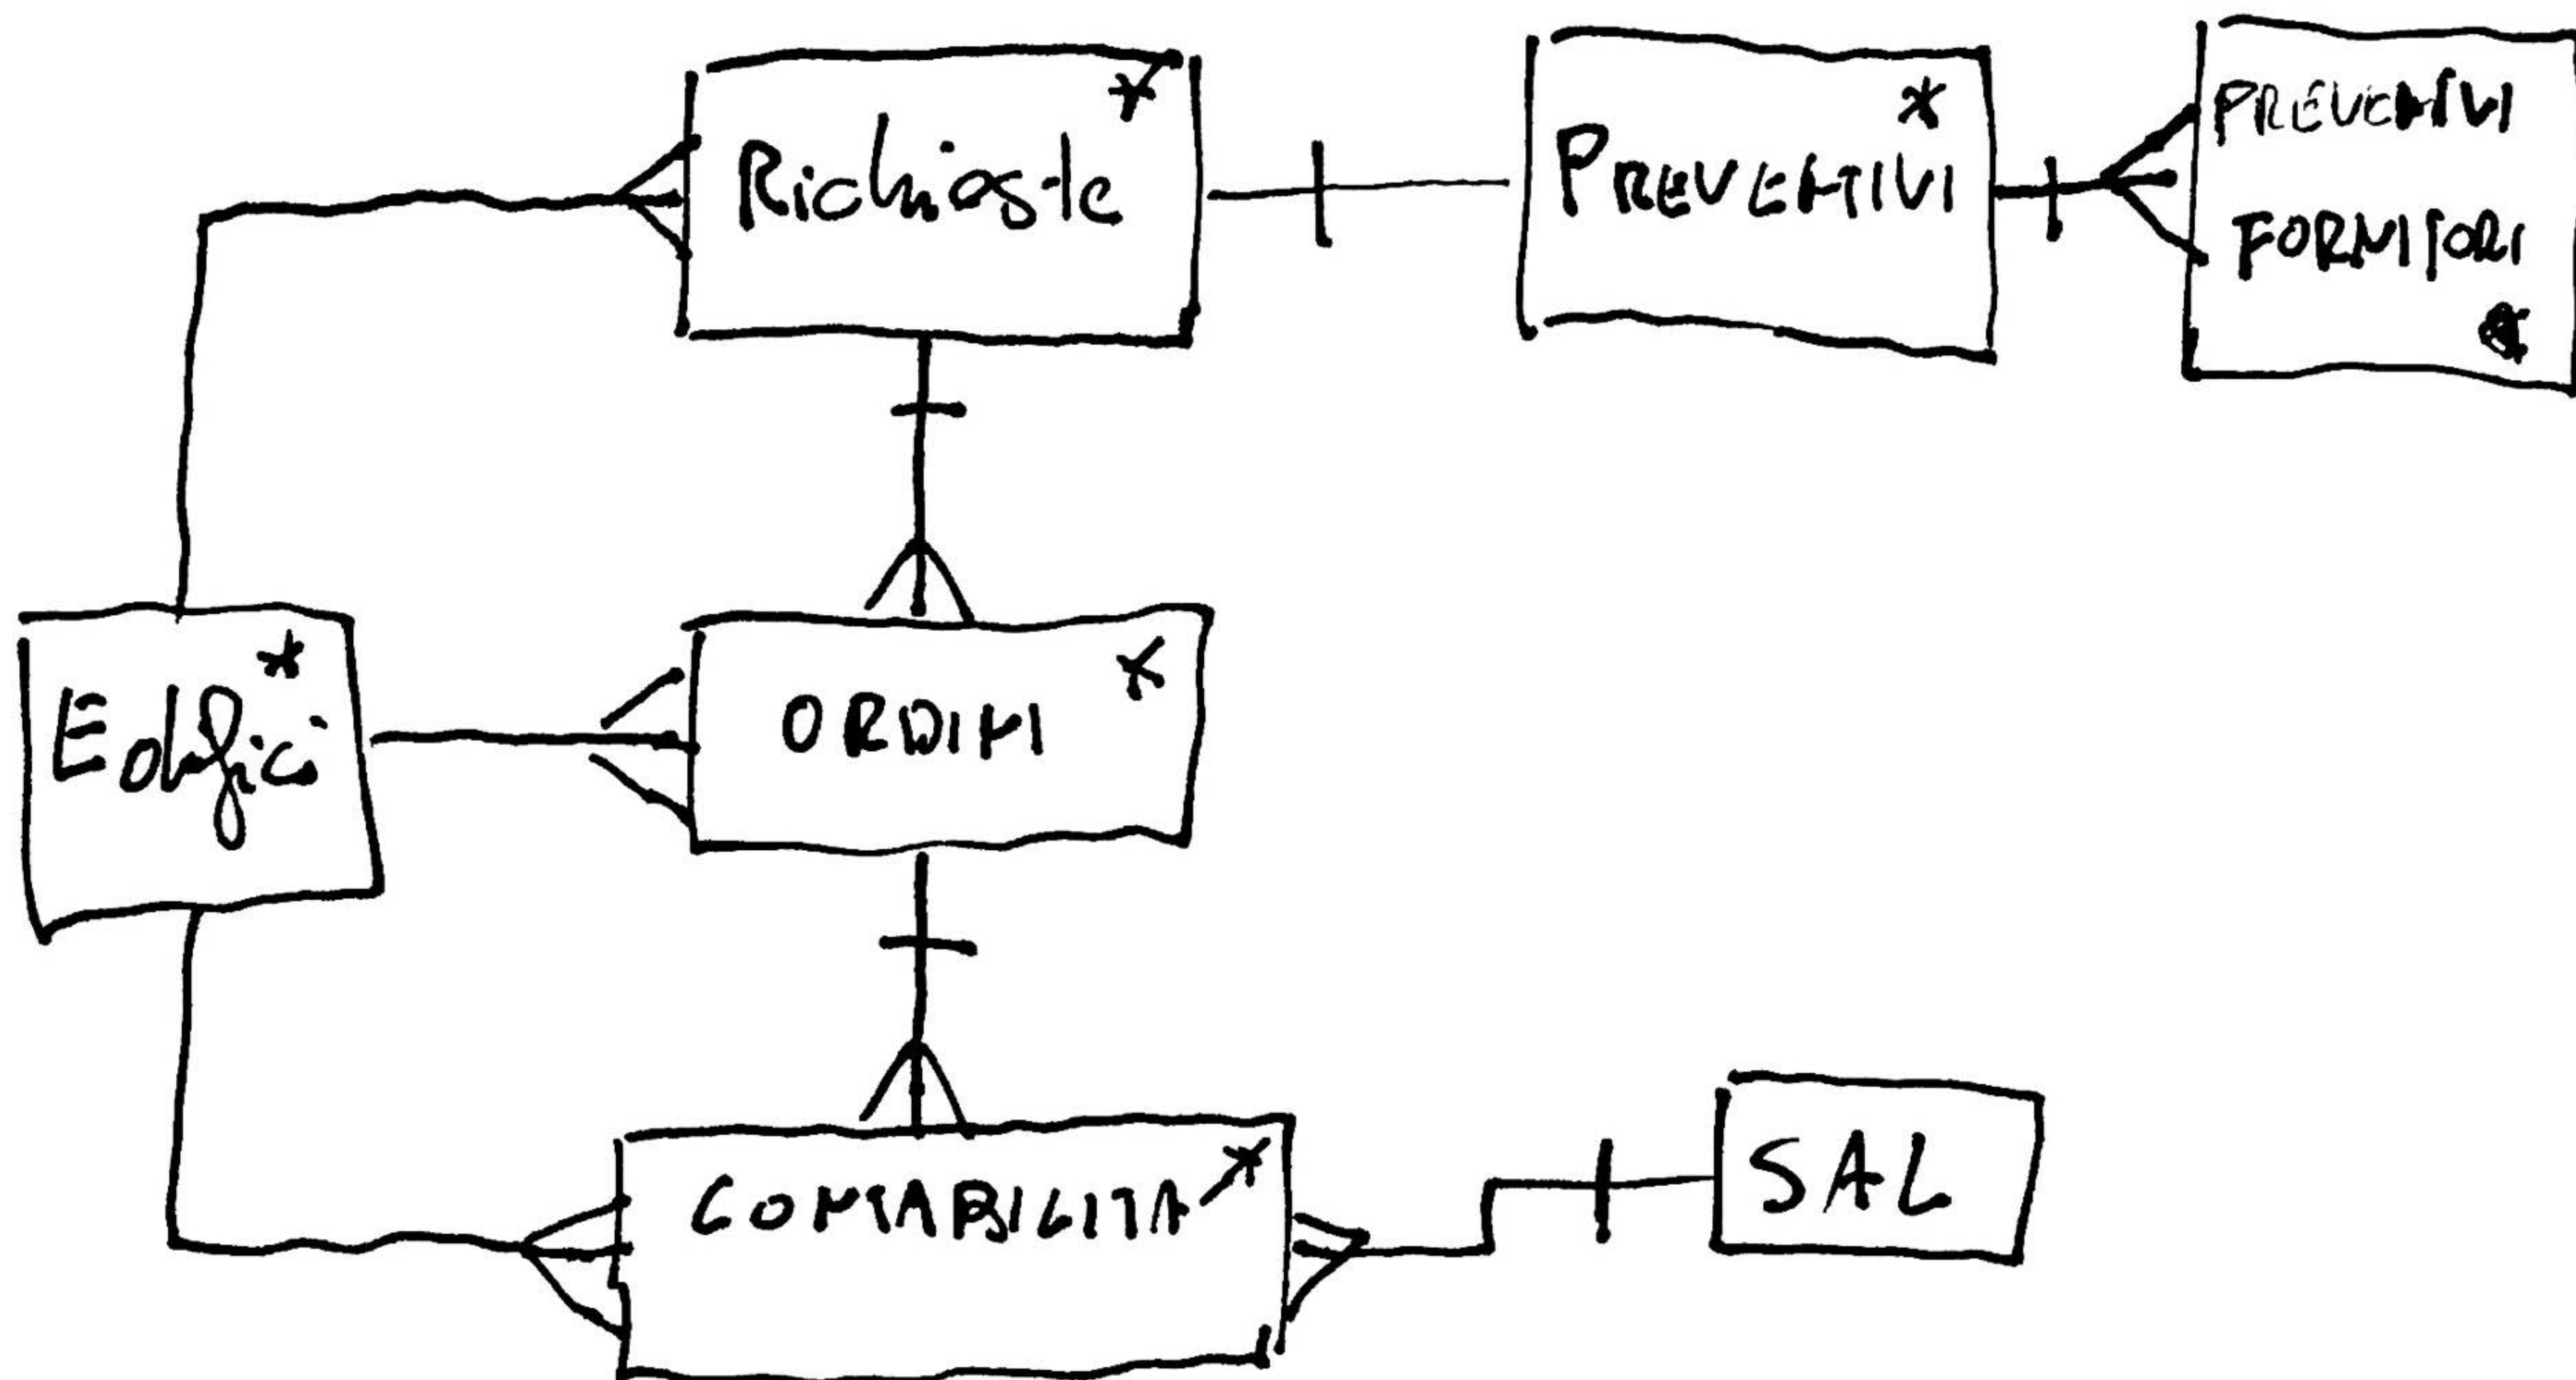 Richieste *
PREVENTIVI *
PREVENTIVI
FORNITORI
Edifici *
ORDINI *
CONTABILITA *
SAL